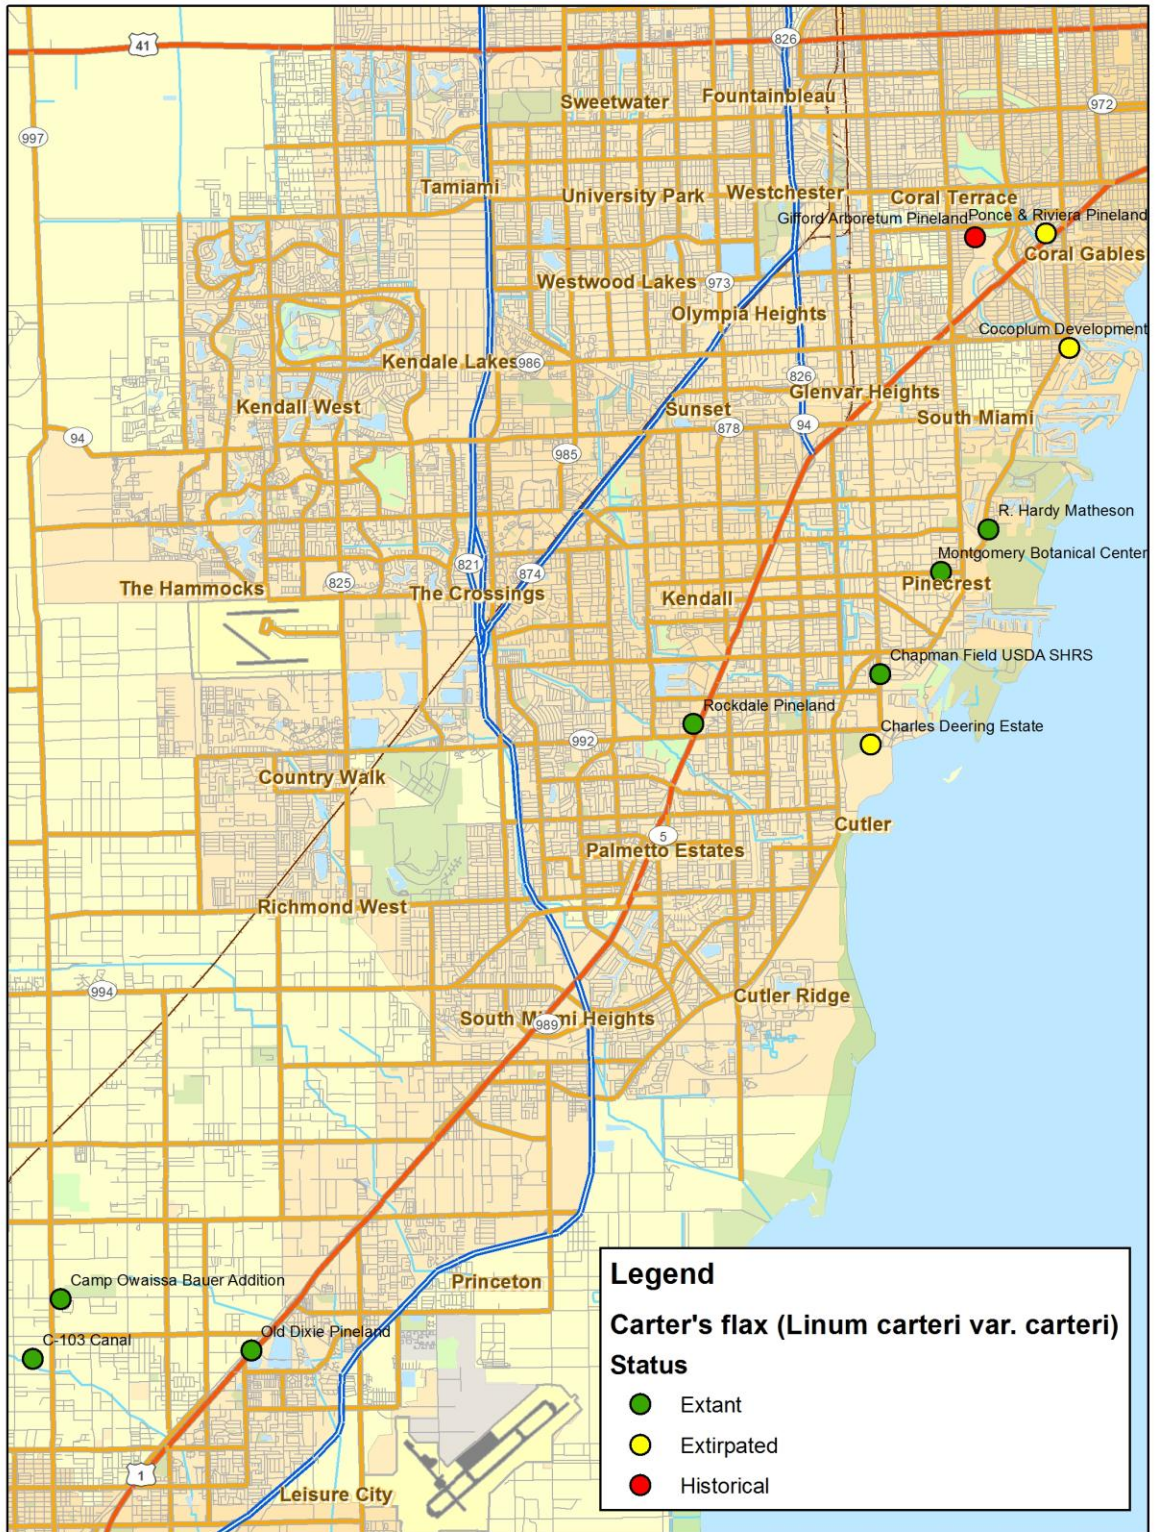 41
826
Sweetwater
Fountainbleau
972
997
Tamiami
University Park
Westchester
Coral Terrace
Gifford Arboretum Pineland
Ponce & Riviera Pineland
Coral Gables
Westwood Lakes
973
Olympia Heights
Cocoplum Development
Kendale Lakes
986
826
Glenvar Heights
Kendall West
Sunset
South Miami
94
878
94
985
R. Hardy Matheson
Montgomery Botanical Center
821
874
825
The Hammocks
The Crossings
Kendall
Pinecrest
Chapman Field USDA SHRS
Rockdale Pineland
Charles Deering Estate
992
Country Walk
Cutler
5
Palmetto Estates
Richmond West
994
Cutler Ridge
South Miami Heights
989
Camp Owaissa Bauer Addition
Princeton
C-103 Canal
Old Dixie Pineland
1
Leisure City
Legend
Carter's flax (Linum carteri var. carteri)
Status
Extant
Extirpated
Historical